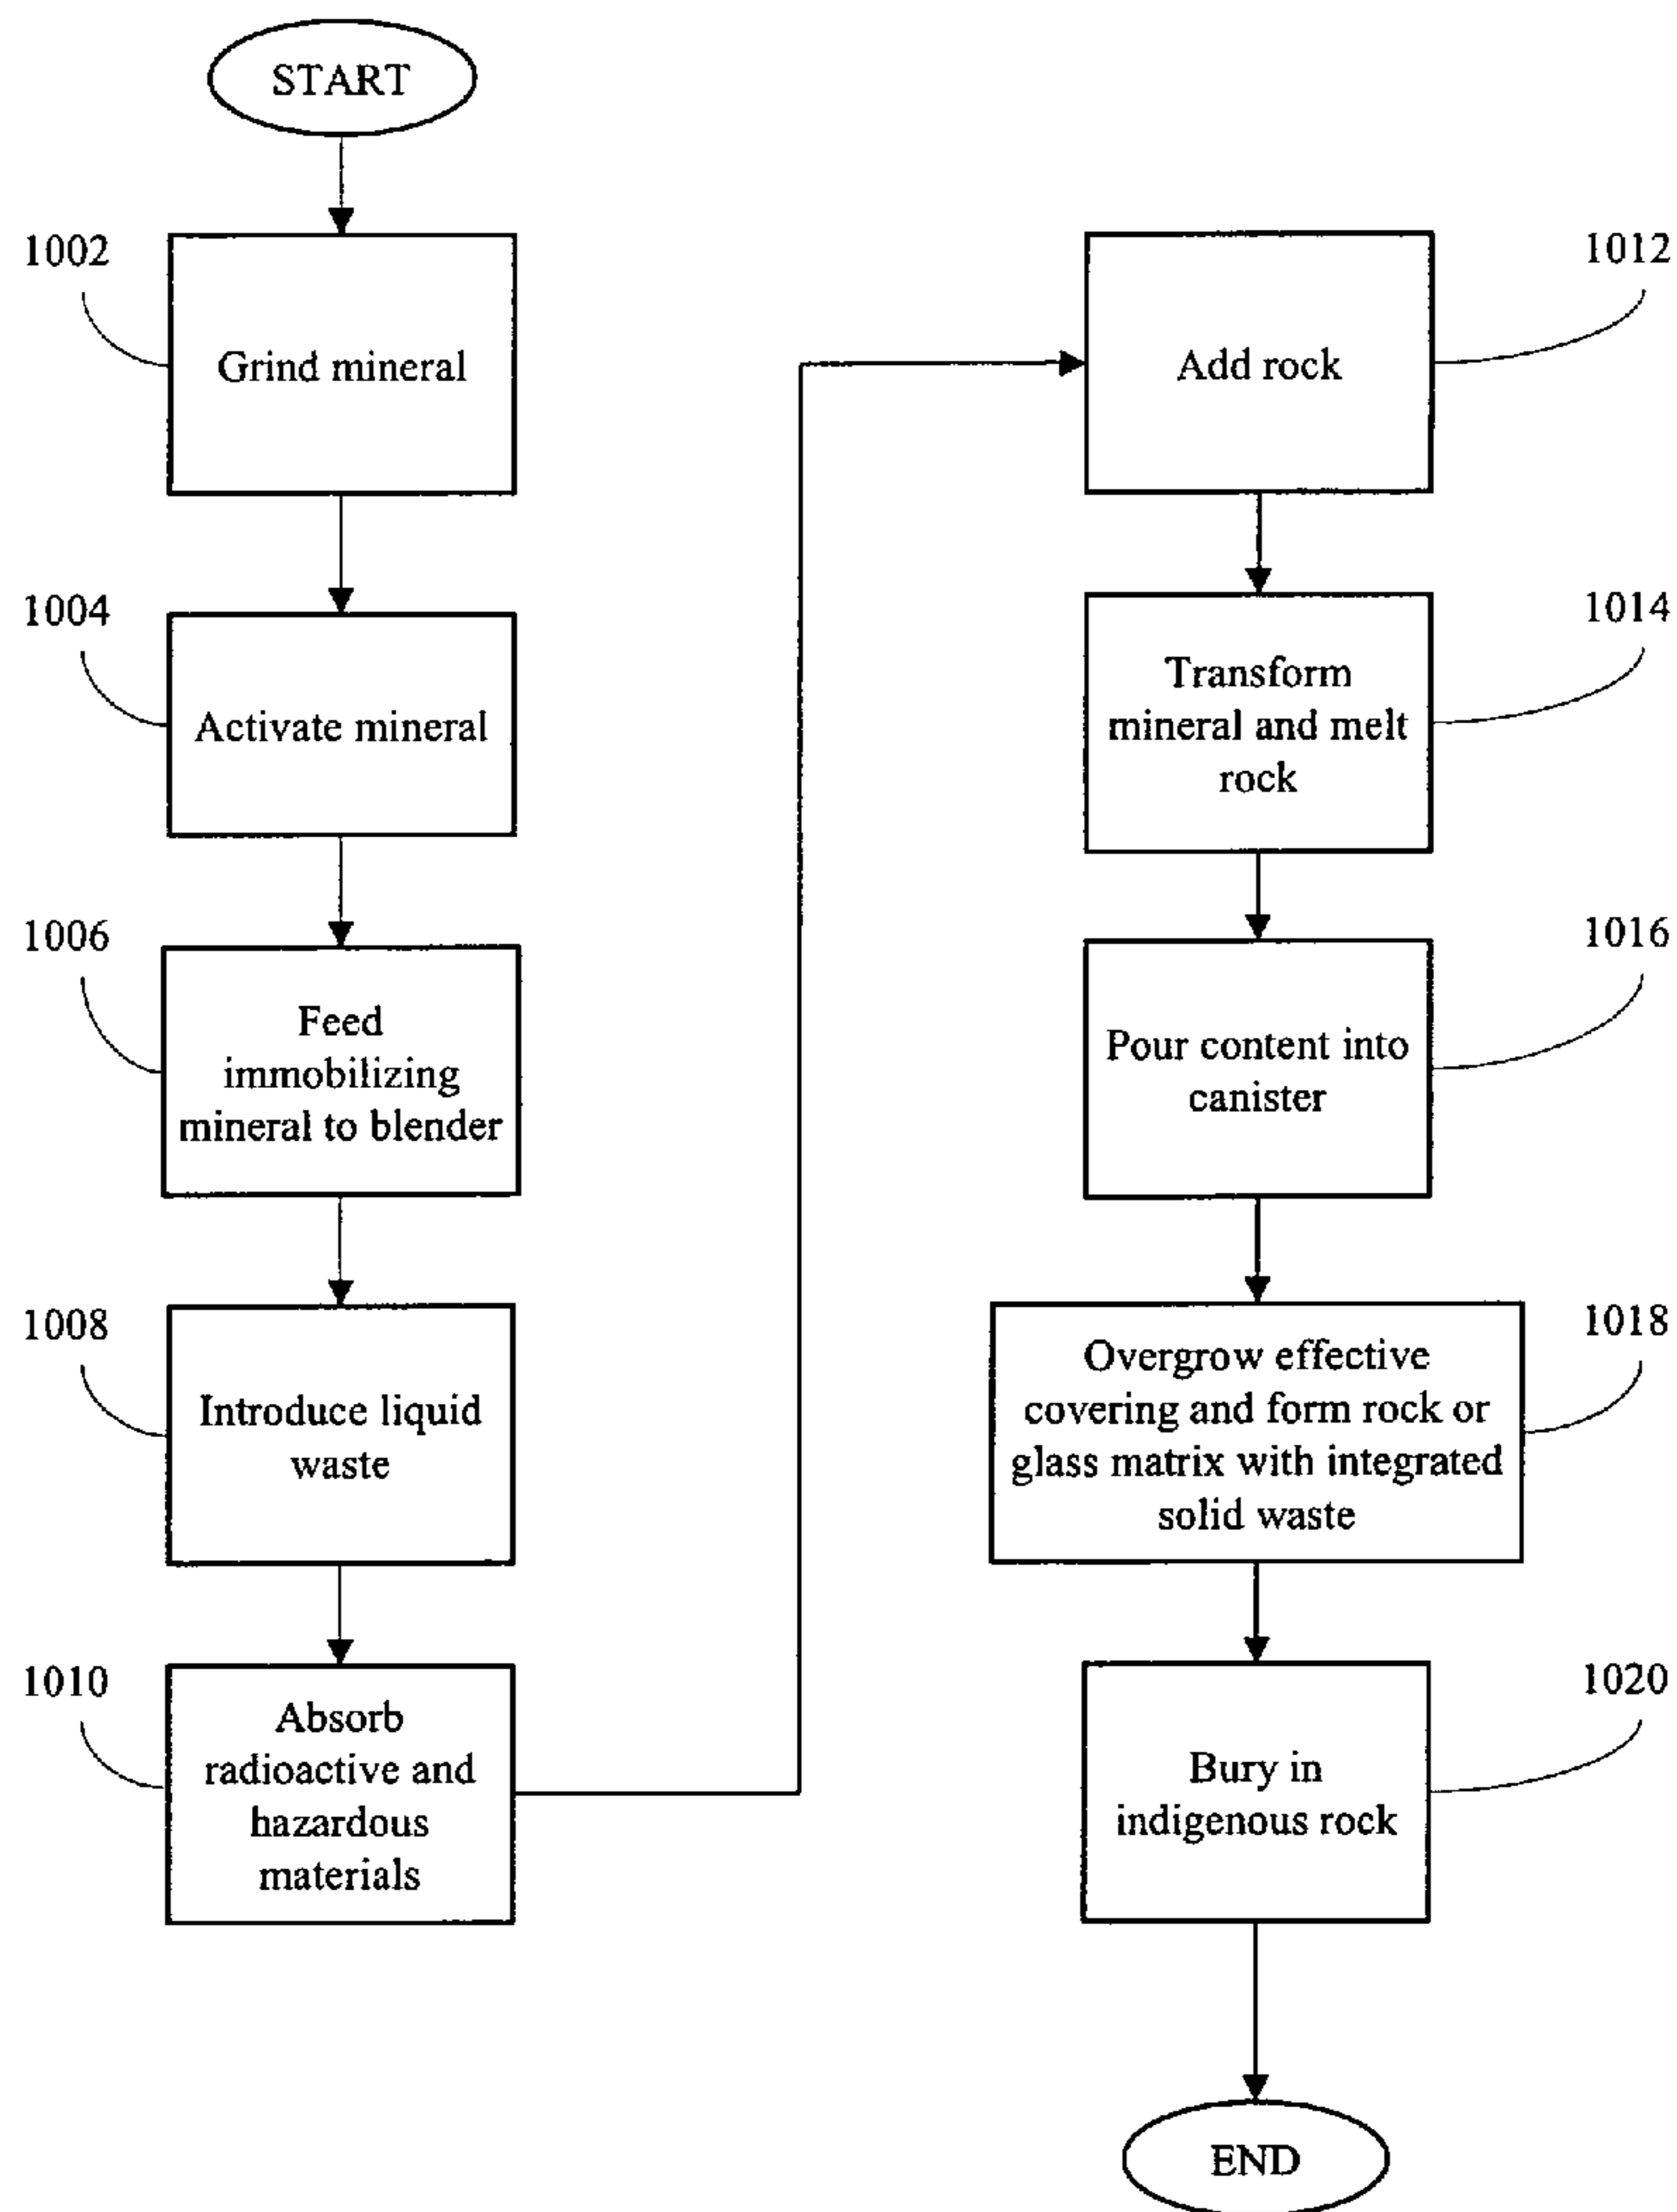 START
1002
Grind mineral
1004
Activate mineral
1006
Feed
immobilizing
mineral to blender
1008
Introduce liquid
waste
1010
Absorb
radioactive and
hazardous
materials
1012
Add rock
1014
Transform
mineral and melt
rock
1016
Pour content into
canister
1018
Overgrow effective
covering and form rock or
glass matrix with integrated
solid waste
1020
Bury in
indigenous rock
END